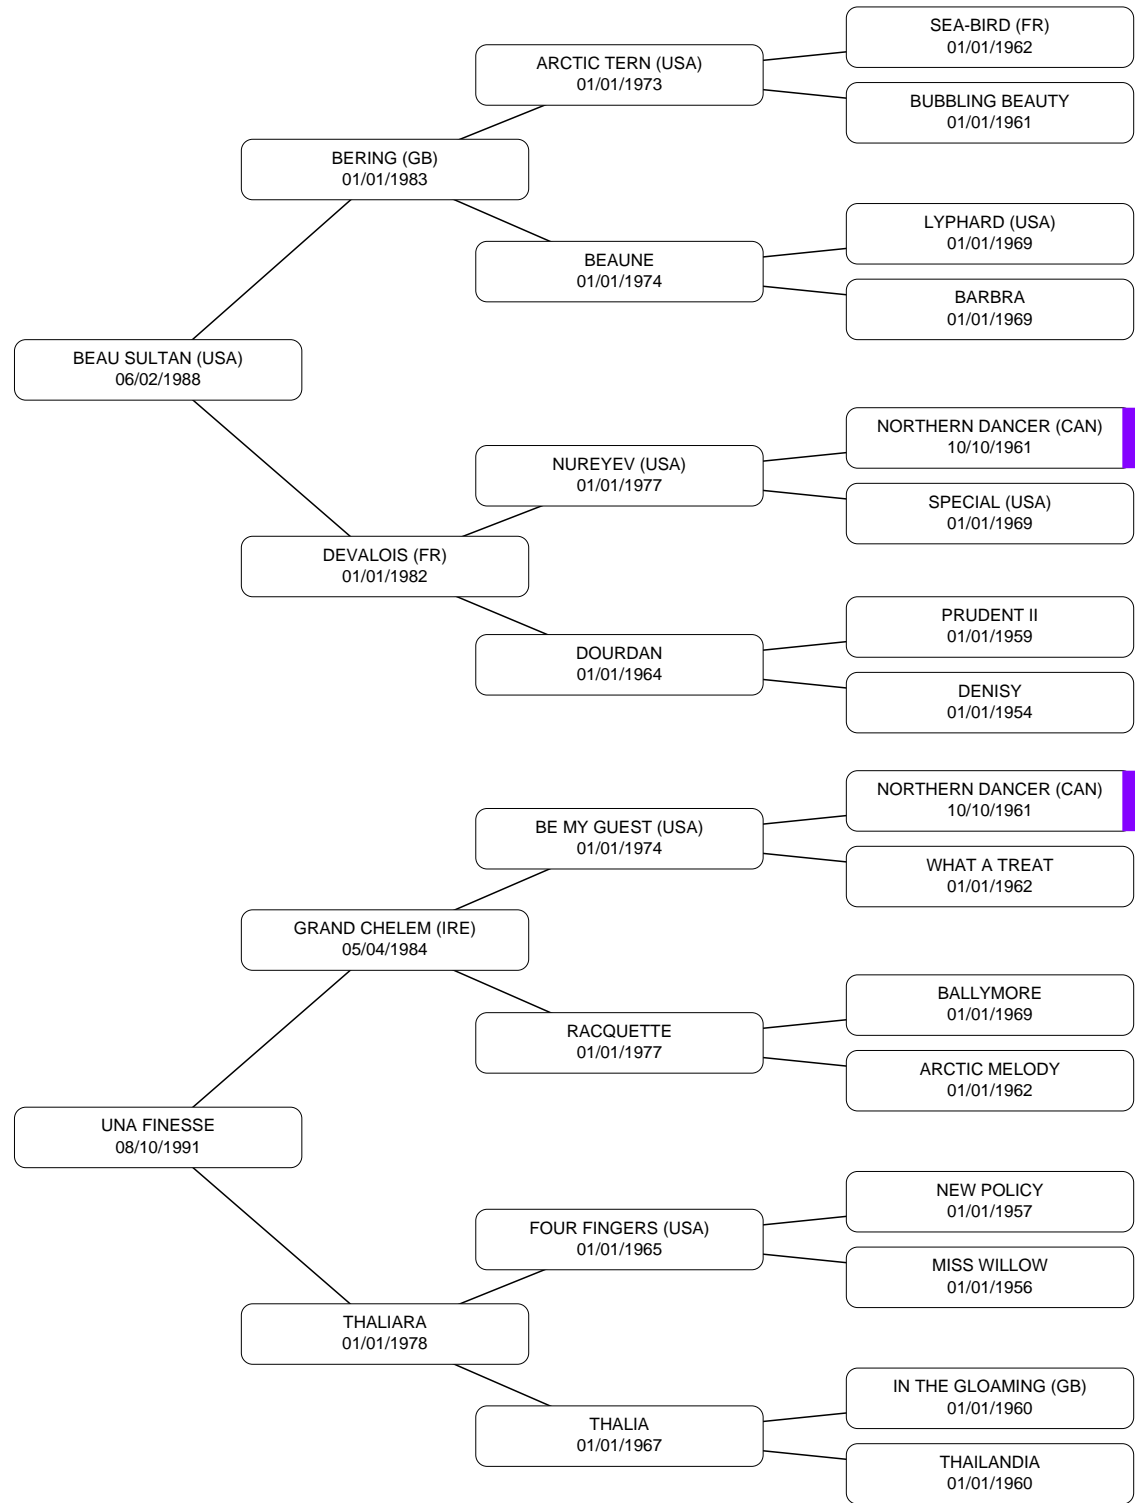 SEA-BIRD (FR)
01/01/1962
ARCTIC TERN (USA)
01/01/1973
BUBBLING BEAUTY
01/01/1961
BERING (GB)
01/01/1983
LYPHARD (USA)
01/01/1969
BEAUNE
01/01/1974
BARBRA
01/01/1969
BEAU SULTAN (USA)
06/02/1988
NORTHERN DANCER (CAN)
10/10/1961
NUREYEV (USA)
01/01/1977
SPECIAL (USA)
01/01/1969
DEVALOIS (FR)
01/01/1982
PRUDENT II
01/01/1959
DOURDAN
01/01/1964
DENISY
01/01/1954
NORTHERN DANCER (CAN)
10/10/1961
BE MY GUEST (USA)
01/01/1974
WHAT A TREAT
01/01/1962
GRAND CHELEM (IRE)
05/04/1984
BALLYMORE
01/01/1969
RACQUETTE
01/01/1977
ARCTIC MELODY
01/01/1962
UNA FINESSE
08/10/1991
NEW POLICY
01/01/1957
FOUR FINGERS (USA)
01/01/1965
MISS WILLOW
01/01/1956
THALIARA
01/01/1978
IN THE GLOAMING (GB)
01/01/1960
THALIA
01/01/1967
THAILANDIA
01/01/1960